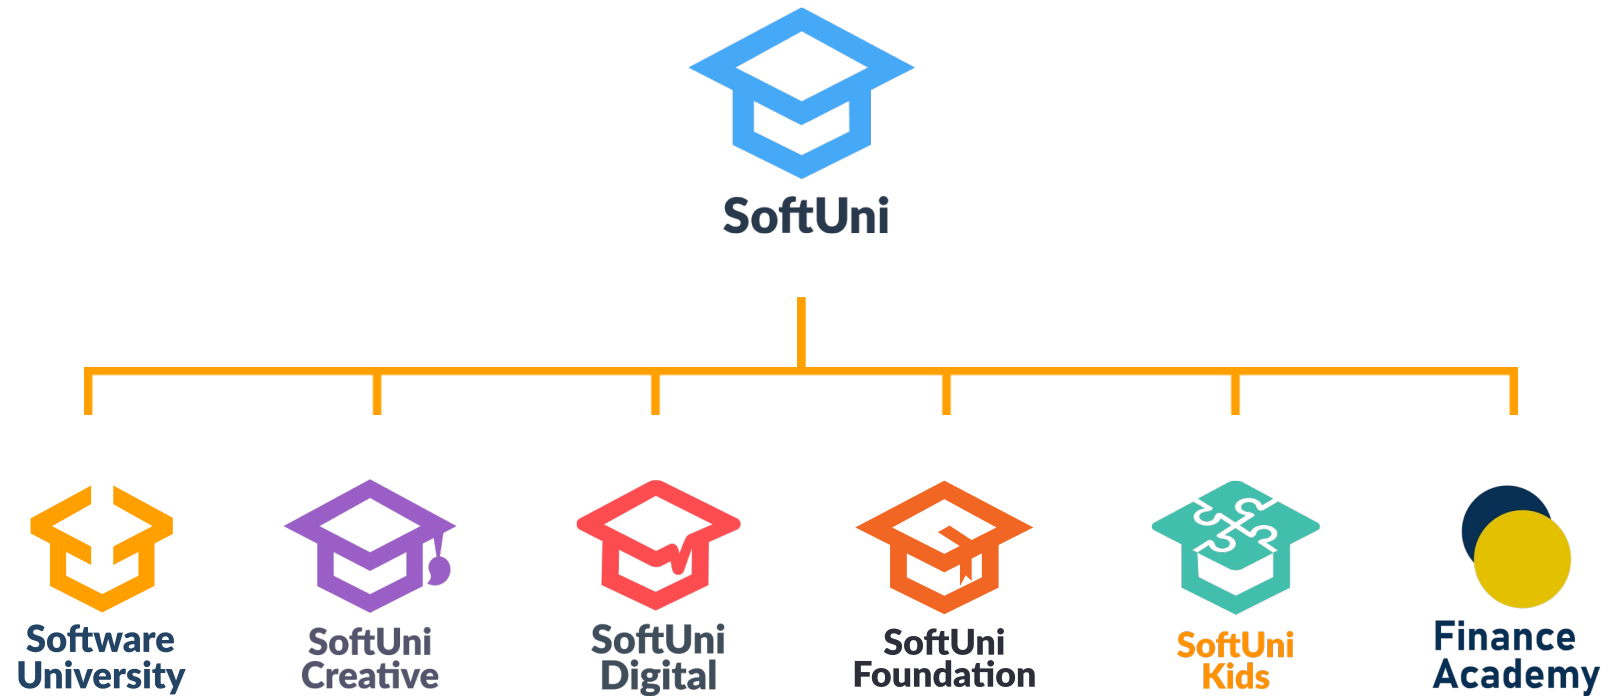 SoftUni
Software
University
SoftUni
Creative
SoftUni
Digital
SoftUni
Foundation
SoftUni
Kids
Finance
Academy